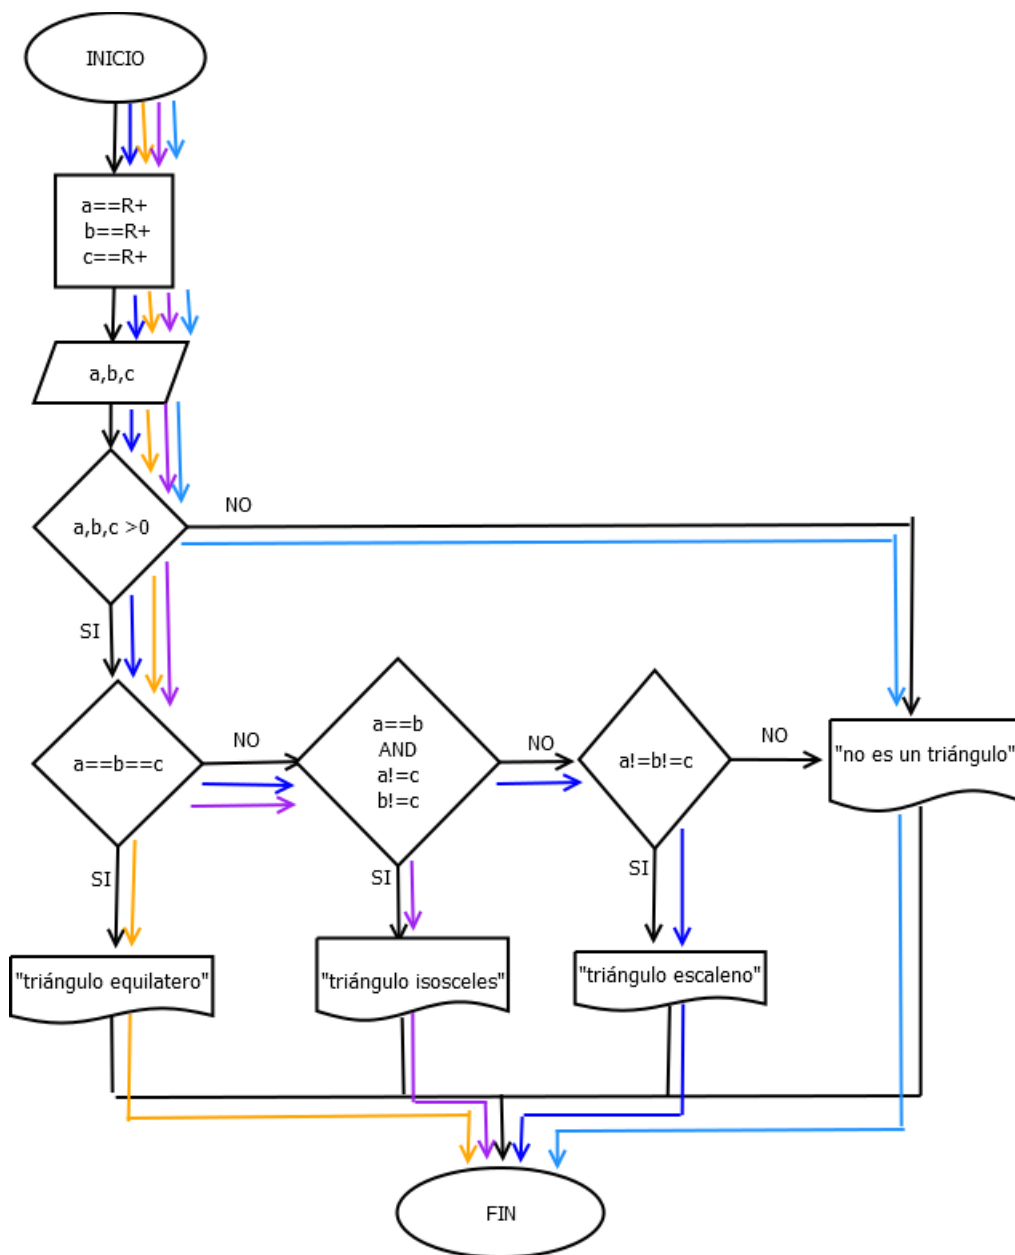 INICIO
a==R+
b==R+
c==R+
a,b,c
a,b,c >0
NO
SI
a==b==c
NO
a==b
AND
a!=c
b!=c
NO
a!=b!=c
NO
"no es un triángulo"
SI
SI
SI
"triángulo equilatero"
"triángulo isosceles"
"triángulo escaleno"
FIN